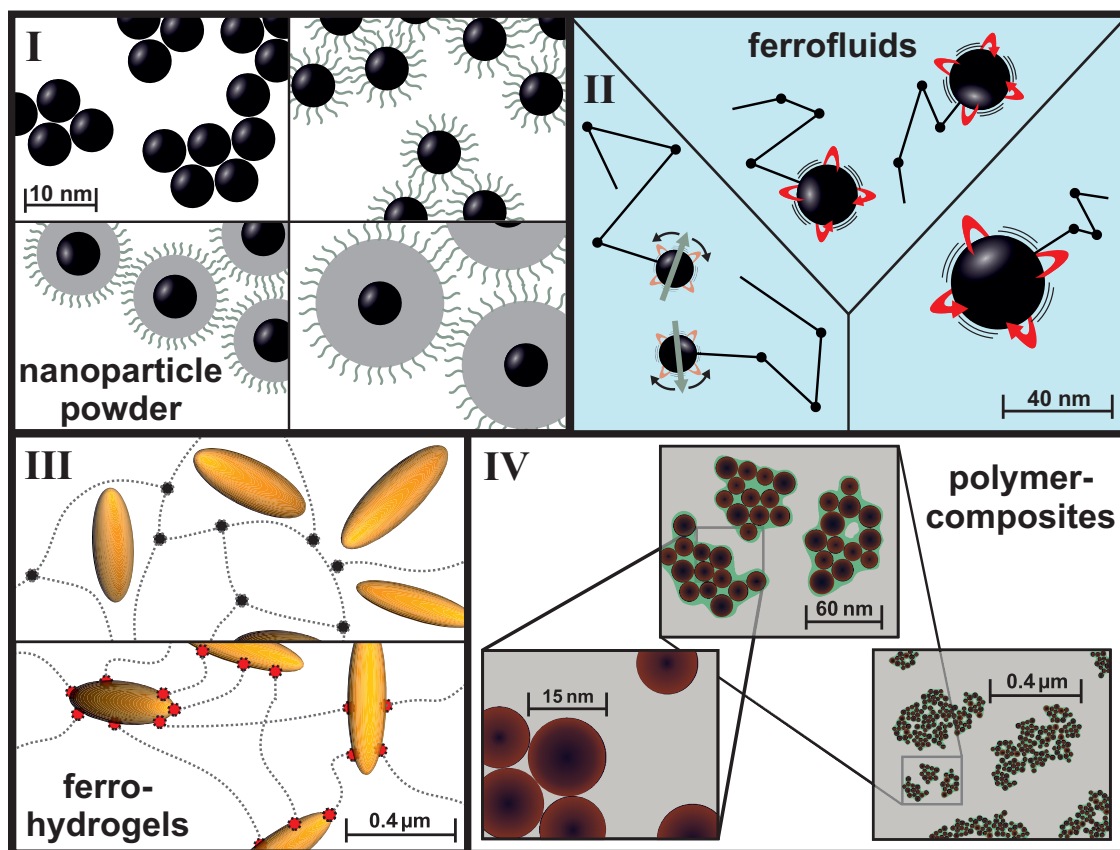 I
10 nm
nanoparticle
powder
ferrofluids
II
40 nm
III
ferro-
hydrogels
0.4 µm
IV
polymer-
composites
60 nm
15 nm
0.4 µm